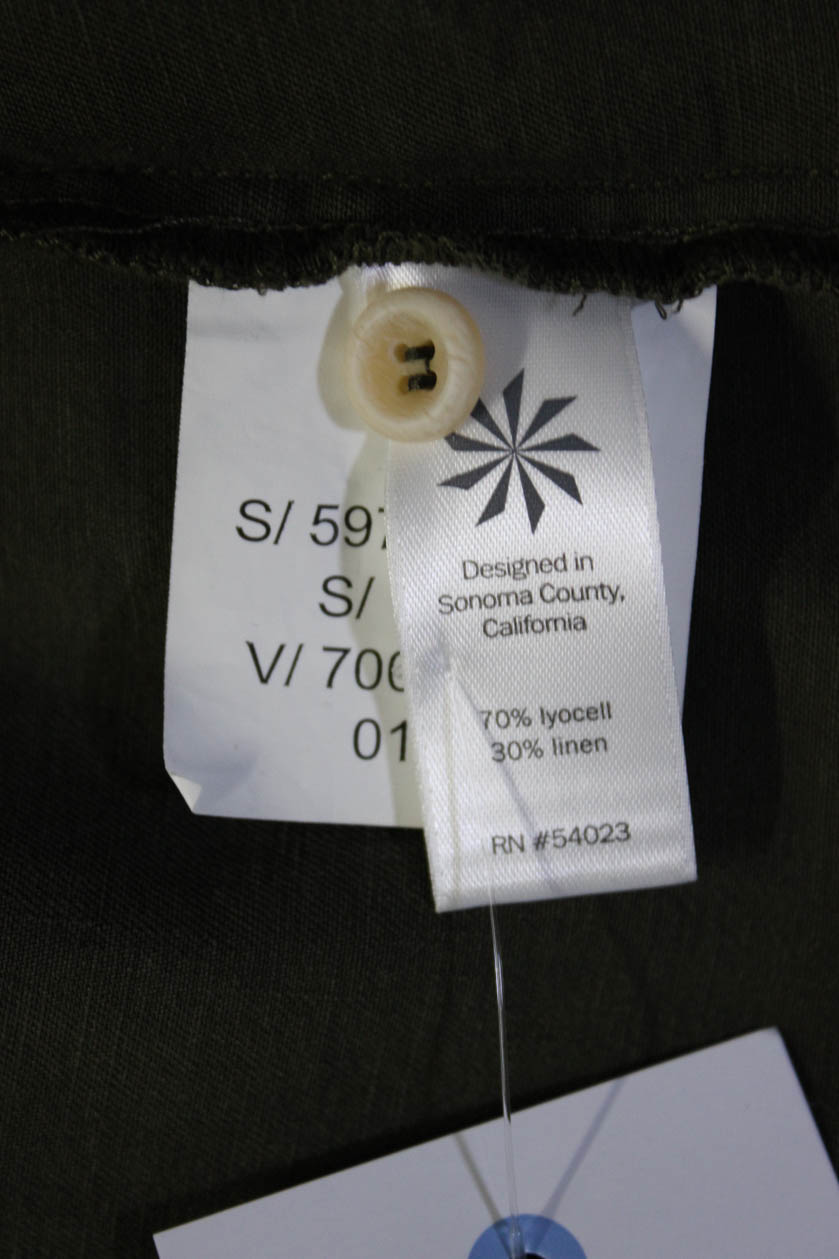 S/ 597
S/
V/ 706
01
Designed in
Sonoma County,
California
70% lyocell
30% linen
RN #54023